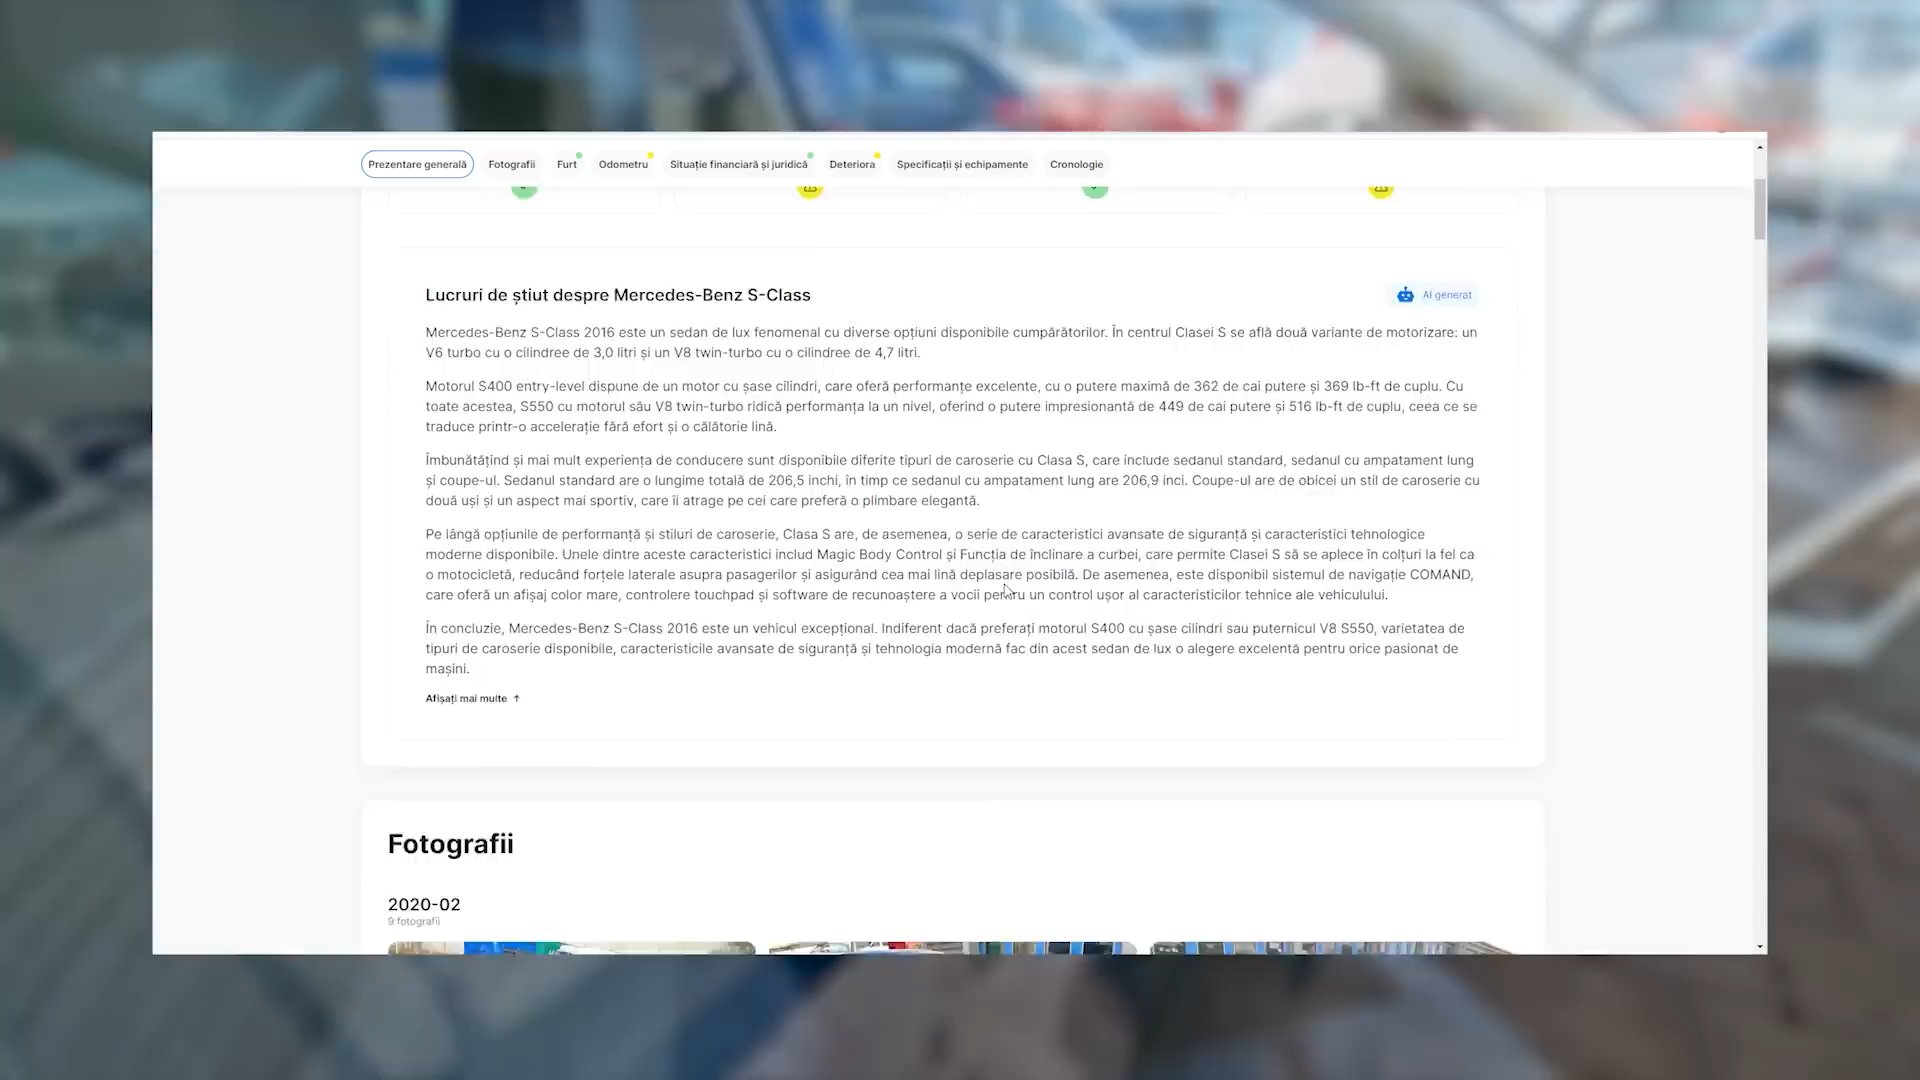 Prezentare generală
Fotografii
Furt
Odometru
Situație financiară și juridică
Deteriora
Specificații și echipamente
Cronologie
Lucruri de știut despre Mercedes-Benz S-Class
AI generat
Mercedes-Benz S-Class 2016 este un sedan de lux fenomenal cu diverse opțiuni disponibile cumpărătorilor. În centrul Clasei S se află două variante de motorizare: un
V6 turbo cu o cilindree de 3,0 litri și un V8 twin-turbo cu o cilindree de 4,7 litri.
Motorul S400 entry-level dispune de un motor cu șase cilindri, care oferă performanțe excelente, cu o putere maximă de 362 de cai putere și 369 lb-ft de cuplu. Cu
toate acestea, S550 cu motorul său V8 twin-turbo ridică performanța la un nivel, oferind o putere impresionantă de 449 de cai putere și 516 lb-ft de cuplu, ceea ce se
traduce printr-o accelerație fără efort și o călătorie lină.
Îmbunătățind și mai mult experiența de conducere sunt disponibile diferite tipuri de caroserie cu Clasa S, care include sedanul standard, sedanul cu ampatament lung
și coupe-ul. Sedanul standard are o lungime totală de 206,5 inchi, în timp ce sedanul cu ampatament lung are 206,9 inci. Coupe-ul are de obicei un stil de caroserie cu
două uși și un aspect mai sportiv, care îi atrage pe cei care preferă o plimbare elegantă.
Pe lângă opțiunile de performanță și stiluri de caroserie, Clasa S are, de asemenea, o serie de caracteristici avansate de siguranță și caracteristici tehnologice
moderne disponibile. Unele dintre aceste caracteristici includ Magic Body Control și Funcția de înclinare a curbei, care permite Clasei S să se aplece în colțuri la fel ca
o motocicletă, reducând forțele laterale asupra pasagerilor și asigurând cea mai lină deplasare posibilă. De asemenea, este disponibil sistemul de navigație COMAND,
care oferă un afișaj color mare, controlere touchpad și software de recunoaștere a vocii pentru un control ușor al caracteristicilor tehnice ale vehiculului.
În concluzie, Mercedes-Benz S-Class 2016 este un vehicul excepțional. Indiferent dacă preferați motorul S400 cu șase cilindri sau puternicul V8 S550, varietatea de
tipuri de caroserie disponibile, caracteristicile avansate de siguranță și tehnologia modernă fac din acest sedan de lux o alegere excelentă pentru orice pasionat de
mașini.
Afișați mai multe ↑
Fotografii
2020-02
9 fotografii